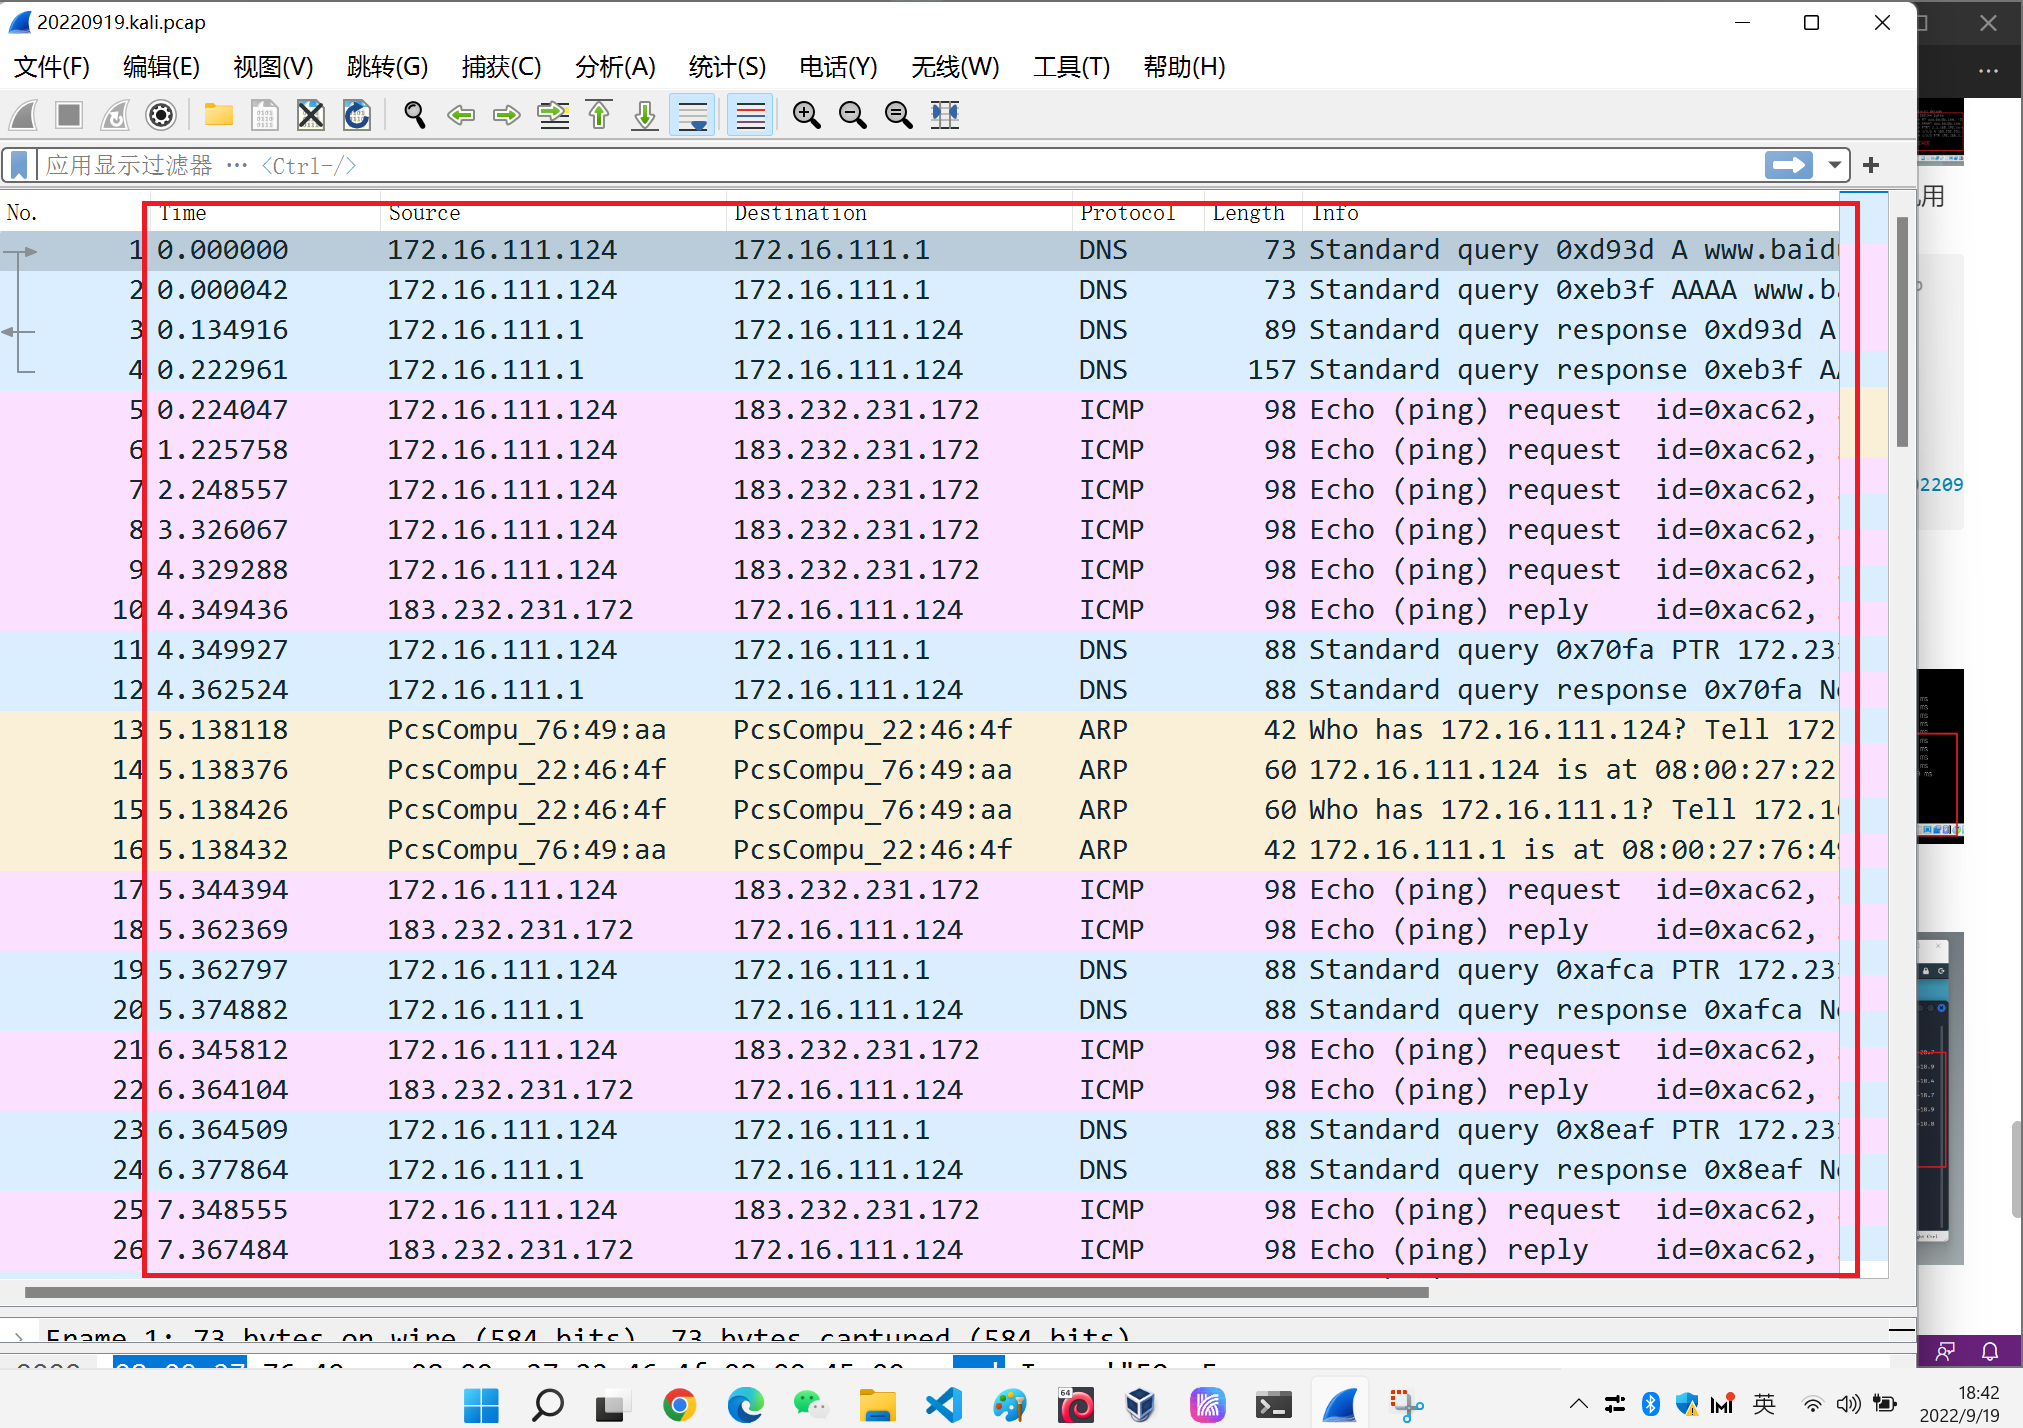 20220919.kali.pcap
文件(F) 编辑(E) 视图(V) 跳转(G) 捕获(C) 分析(A) 统计(S) 电话(Y) 无线(W) 工具(T) 帮助(H)
应用显示过滤器 … <Ctrl-/>
用
No. Time Source Destination Protocol Length Info
1 0.000000 172.16.111.124 172.16.111.1 DNS 73 Standard query 0xd93d A www.baid
2 0.000042 172.16.111.124 172.16.111.1 DNS 73 Standard query 0xeb3f AAAA www.b
3 0.134916 172.16.111.1 172.16.111.124 DNS 89 Standard query response 0xd93d A
4 0.222961 172.16.111.1 172.16.111.124 DNS 157 Standard query response 0xeb3f A
5 0.224047 172.16.111.124 183.232.231.172 ICMP 98 Echo (ping) request id=0xac62,
6 1.225758 172.16.111.124 183.232.231.172 ICMP 98 Echo (ping) request id=0xac62,
7 2.248557 172.16.111.124 183.232.231.172 ICMP 98 Echo (ping) request id=0xac62,
02209
8 3.326067 172.16.111.124 183.232.231.172 ICMP 98 Echo (ping) request id=0xac62,
9 4.329288 172.16.111.124 183.232.231.172 ICMP 98 Echo (ping) request id=0xac62,
10 4.349436 183.232.231.172 172.16.111.124 ICMP 98 Echo (ping) reply id=0xac62,
11 4.349927 172.16.111.124 172.16.111.1 DNS 88 Standard query 0x70fa PTR 172.23
12 4.362524 172.16.111.1 172.16.111.124 DNS 88 Standard query response 0x70fa N
13 5.138118 PcsCompu_76:49:aa PcsCompu_22:46:4f ARP 42 Who has 172.16.111.124? Tell 172
14 5.138376 PcsCompu_22:46:4f PcsCompu_76:49:aa ARP 60 172.16.111.124 is at 08:00:27:22
15 5.138426 PcsCompu_22:46:4f PcsCompu_76:49:aa ARP 60 Who has 172.16.111.1? Tell 172.1
16 5.138432 PcsCompu_76:49:aa PcsCompu_22:46:4f ARP 42 172.16.111.1 is at 08:00:27:76:4
17 5.344394 172.16.111.124 183.232.231.172 ICMP 98 Echo (ping) request id=0xac62,
18 5.362369 183.232.231.172 172.16.111.124 ICMP 98 Echo (ping) reply id=0xac62,
19 5.362797 172.16.111.124 172.16.111.1 DNS 88 Standard query 0xafca PTR 172.23
20 5.374882 172.16.111.1 172.16.111.124 DNS 88 Standard query response 0xafca N
21 6.345812 172.16.111.124 183.232.231.172 ICMP 98 Echo (ping) request id=0xac62,
22 6.364104 183.232.231.172 172.16.111.124 ICMP 98 Echo (ping) reply id=0xac62,
23 6.364509 172.16.111.124 172.16.111.1 DNS 88 Standard query 0x8eaf PTR 172.23
24 6.377864 172.16.111.1 172.16.111.124 DNS 88 Standard query response 0x8eaf N
25 7.348555 172.16.111.124 183.232.231.172 ICMP 98 Echo (ping) request id=0xac62,
26 7.367484 183.232.231.172 172.16.111.124 ICMP 98 Echo (ping) reply id=0xac62,
Frame 1: 73 bytes on wire (584 bits), 73 bytes captured (584 bits)
64
英
18:42
2022/9/19